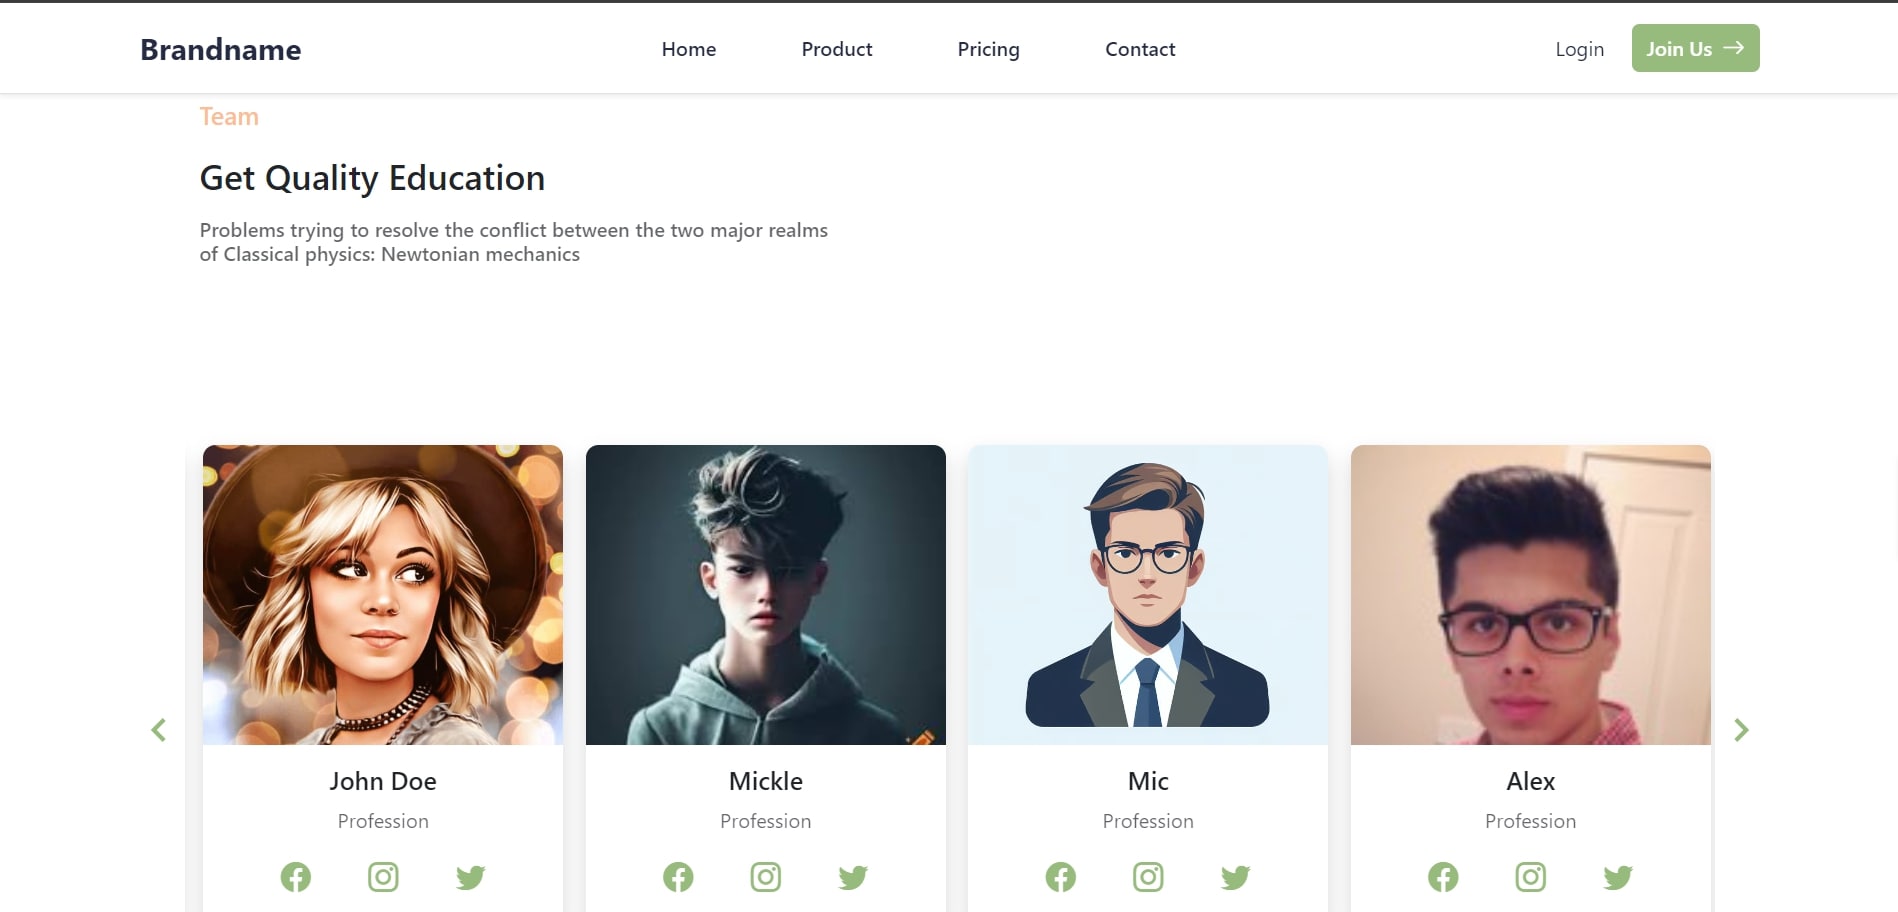 Brandname Home Product Pricing Contact Login Join Us
Team
Get Quality Education
Problems trying to resolve the conflict between the two major realms
of Classical physics: Newtonian mechanics
John Doe Mickle Mic Alex
Profession Profession Profession Profession